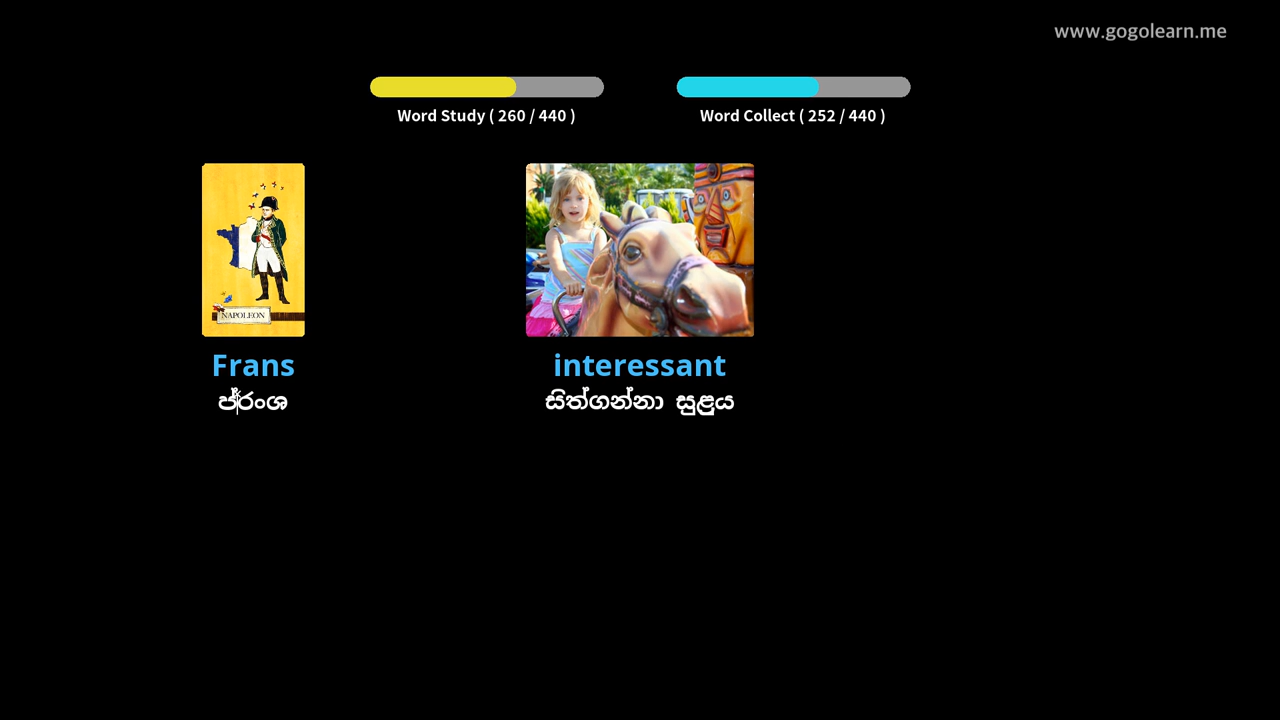 www.gogolearn.me
Word Study ( 260 / 440 )
Word Collect ( 252 / 440 )
NAPOLEON
Frans
ප්‍රංශ
interessant
සිත්ගන්නා සුළුය